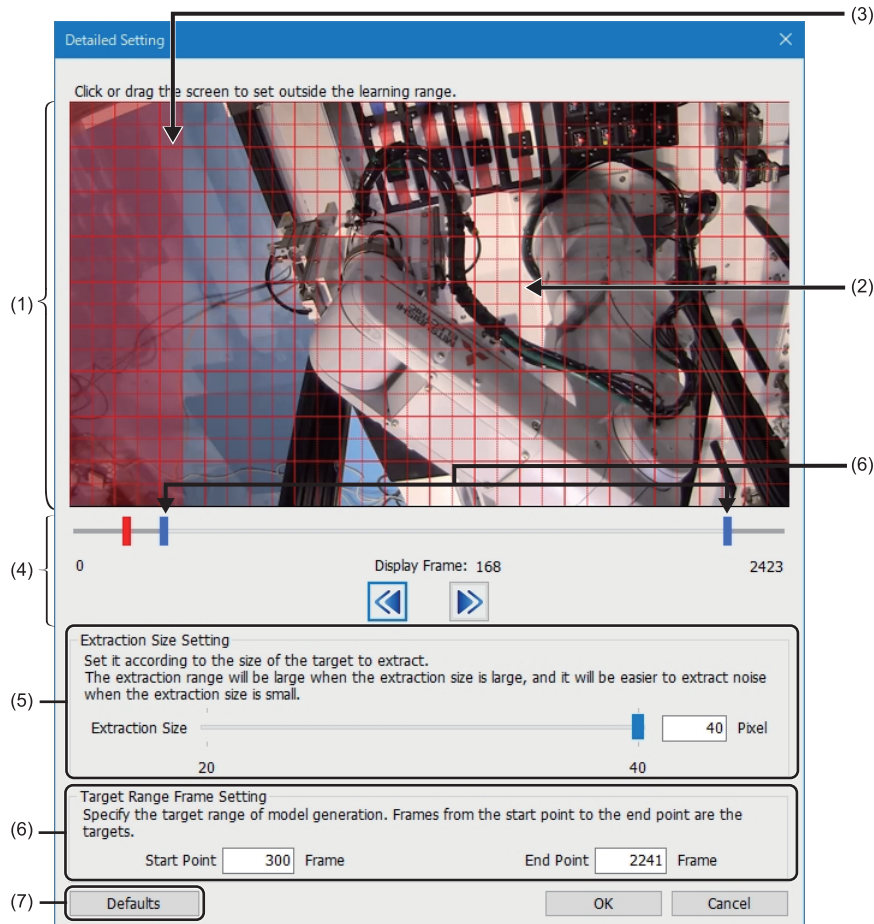 (3)
Detailed Setting
Click or drag the screen to set outside the learning range.
(1)
(2)
(6)
(4)
0 Display Frame: 168 2423
Extraction Size Setting
Set it according to the size of the target to extract.
The extraction range will be large when the extraction size is large, and it will be easier to extract noise
when the extraction size is small.
(5)
Extraction Size 40 Pixel
20 40
Target Range Frame Setting
Specify the target range of model generation. Frames from the start point to the end point are the
targets.
(6)
Start Point 300 Frame End Point 2241 Frame
(7)
Defaults OK Cancel